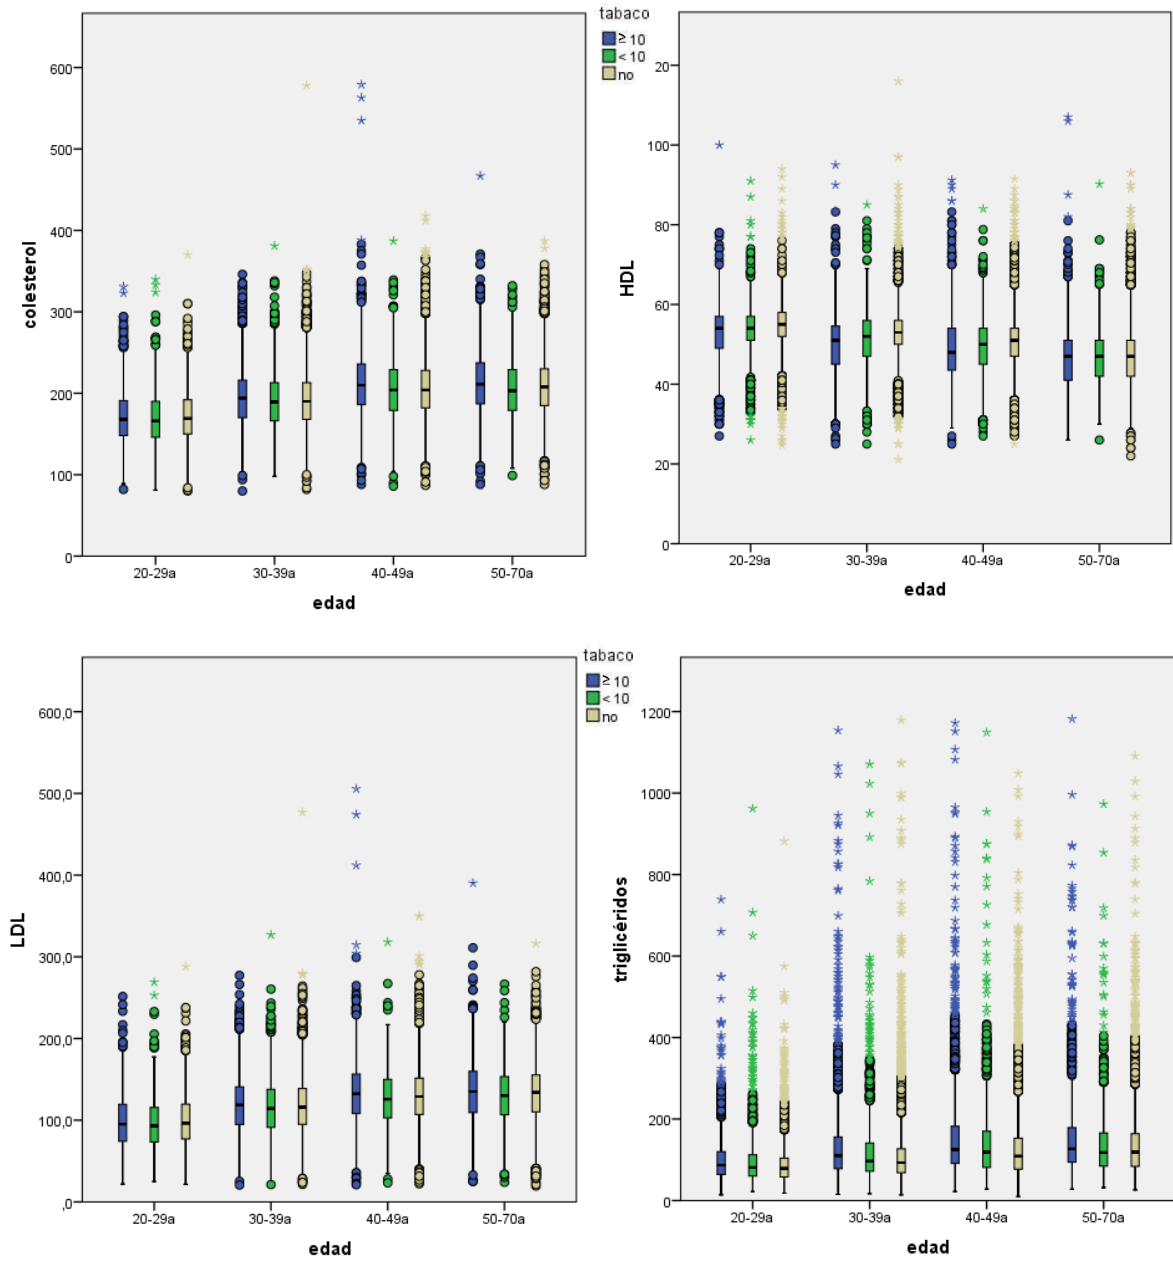 tabaco
≥ 10
< 10
no
colesterol
600
500
400
300
200
100
0
20-29a 30-39a 40-49a 50-70a
edad
HDL
20
100
80
60
40
20
0
20-29a 30-39a 40-49a 50-70a
edad
tabaco
≥ 10
< 10
no
LDL
600,0
500,0
400,0
300,0
200,0
100,0
,0
20-29a 30-39a 40-49a 50-70a
edad
triglicéridos
1200
1000
800
600
400
200
0
20-29a 30-39a 40-49a 50-70a
edad